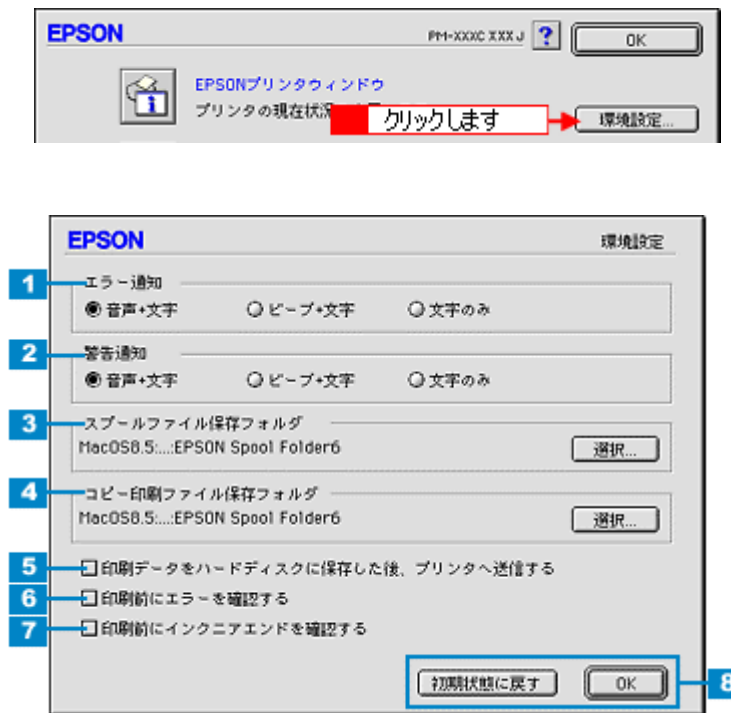 EPSON PM-XXXC XXX J ? OK
EPSONプリンタウィンドウ
プリンタの現在状況
クリックします
環境設定...
EPSON 環境設定
1 エラー通知
音声+文字 ビープ+文字 文字のみ
2 警告通知
音声+文字 ビープ+文字 文字のみ
3 スプールファイル保存フォルダ
MacOS8.5:...:EPSON Spool Folder6 選択...
4 コピー印刷ファイル保存フォルダ
MacOS8.5:...:EPSON Spool Folder6 選択...
5 印刷データをハードディスクに保存した後、プリンタへ送信する
6 印刷前にエラーを確認する
7 印刷前にインクニアエンドを確認する
初期状態に戻す OK 8